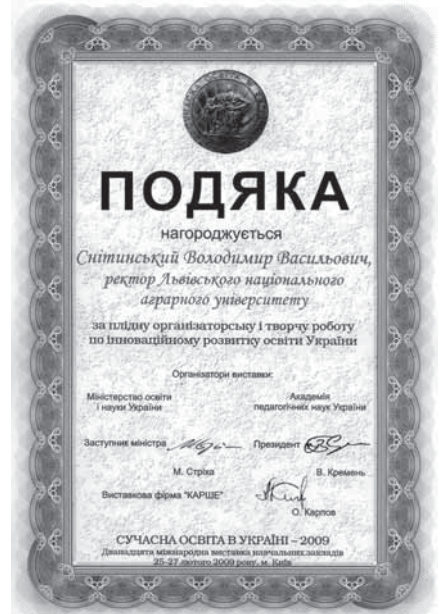 ПОДЯКА
нагороджується
Снітинський Володимир Васильович,
ректор Львівського національного
аграрного університету
за плідну організаторську і творчу роботу
по інноваційному розвитку освіти України
Організатори виставки:
Міністерство освіти
і науки України
Академія
педагогічних наук України
Заступник міністра
Президент
М. Стріха
В. Кремень
Виставкова фірма "КАРШЕ"
О. Карпов
СУЧАСНА ОСВІТА В УКРАЇНІ – 2009
Дванадцята міжнародна виставка навчальних закладів
25-27 лютого 2009 року, м. Київ